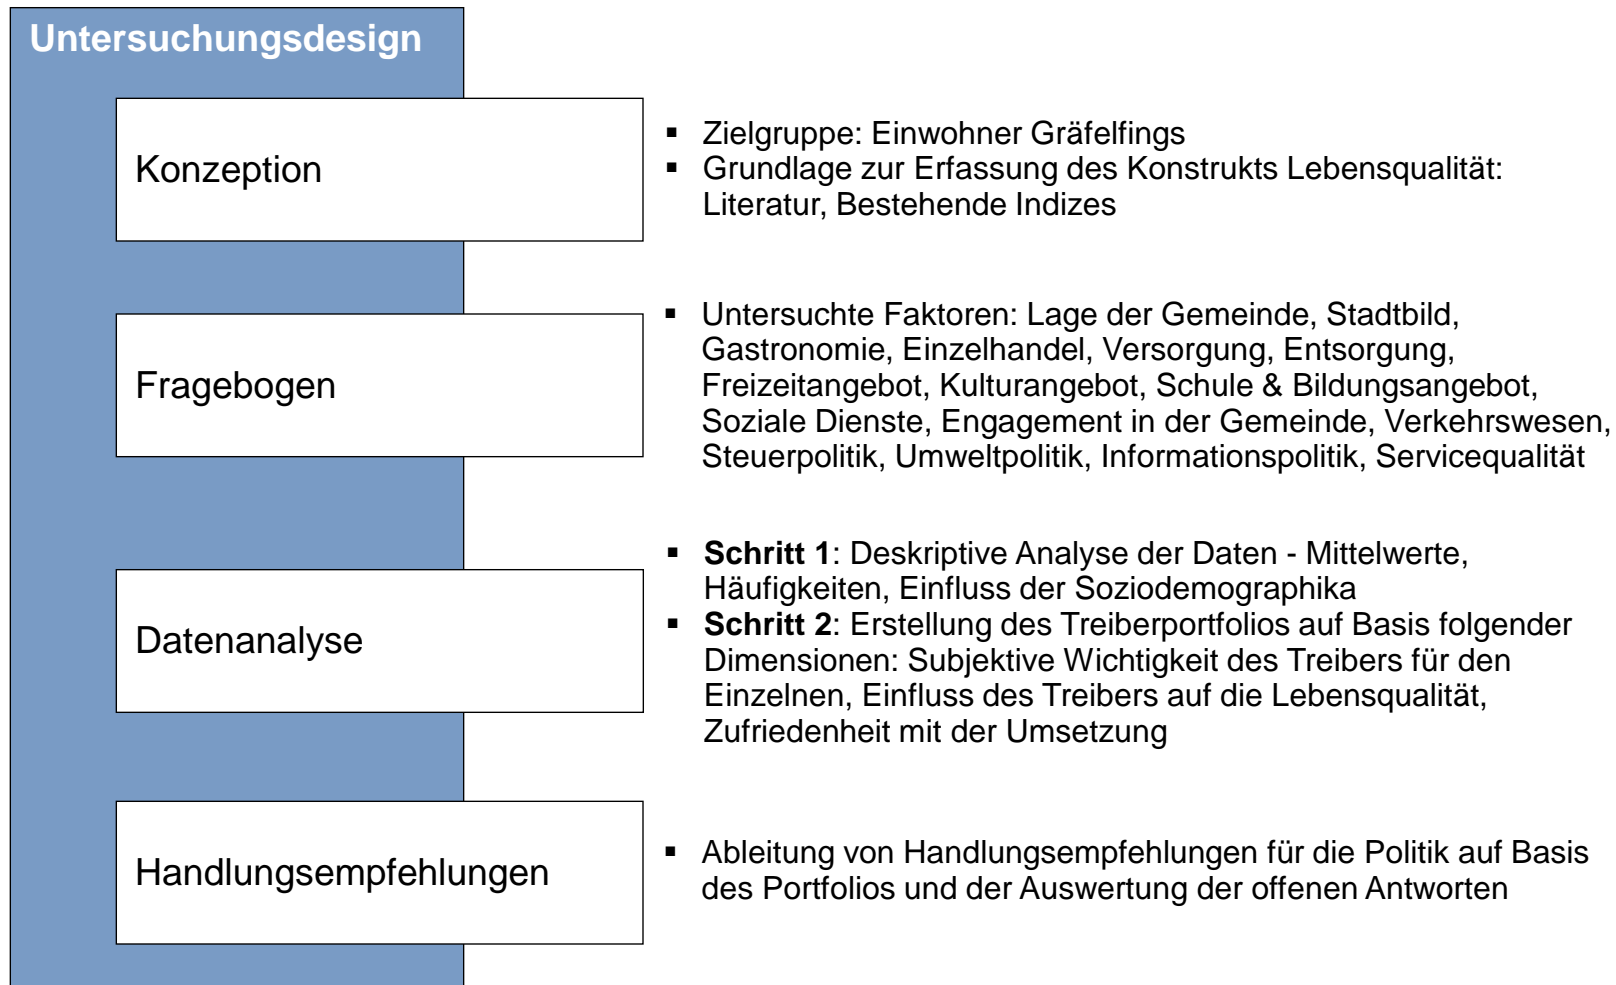 Untersuchungsdesign
Konzeption
▪ Zielgruppe: Einwohner Gräfelfings
▪ Grundlage zur Erfassung des Konstrukts Lebensqualität:
Literatur, Bestehende Indizes
Fragebogen
▪ Untersuchte Faktoren: Lage der Gemeinde, Stadtbild,
Gastronomie, Einzelhandel, Versorgung, Entsorgung,
Freizeitangebot, Kulturangebot, Schule & Bildungsangebot,
Soziale Dienste, Engagement in der Gemeinde, Verkehrswesen,
Steuerpolitik, Umweltpolitik, Informationspolitik, Servicequalität
Datenanalyse
▪ Schritt 1: Deskriptive Analyse der Daten - Mittelwerte,
Häufigkeiten, Einfluss der Soziodemographika
▪ Schritt 2: Erstellung des Treiberportfolios auf Basis folgender
Dimensionen: Subjektive Wichtigkeit des Treibers für den
Einzelnen, Einfluss des Treibers auf die Lebensqualität,
Zufriedenheit mit der Umsetzung
Handlungsempfehlungen
▪ Ableitung von Handlungsempfehlungen für die Politik auf Basis
des Portfolios und der Auswertung der offenen Antworten